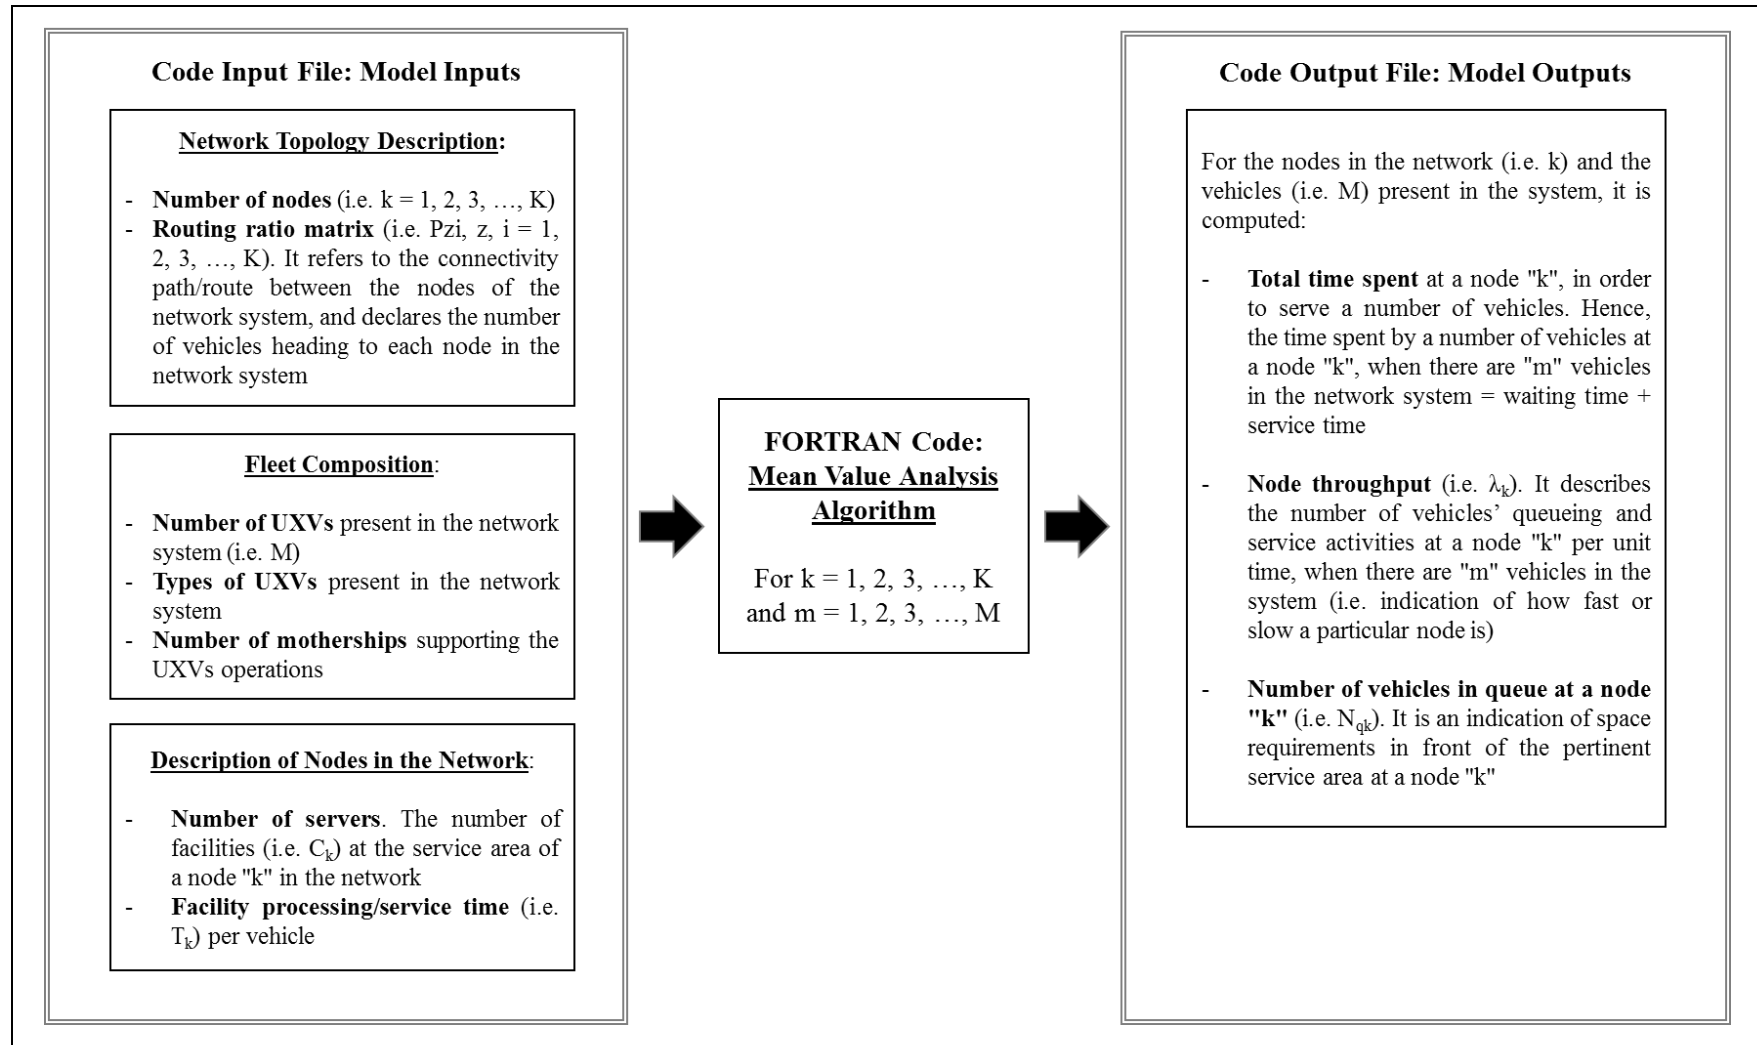 Code Input File: Model Inputs
Network Topology Description:
- Number of nodes (i.e. k = 1, 2, 3, …, K)
- Routing ratio matrix (i.e. Pzi, z, i = 1,
2, 3, …, K). It refers to the connectivity
path/route between the nodes of the
network system, and declares the number
of vehicles heading to each node in the
network system
Fleet Composition:
- Number of UXVs present in the network
system (i.e. M)
- Types of UXVs present in the network
system
- Number of motherships supporting the
UXVs operations
Description of Nodes in the Network:
- Number of servers. The number of
facilities (i.e. Ck) at the service area of
a node "k" in the network
- Facility processing/service time (i.e.
Tk) per vehicle
FORTRAN Code:
Mean Value Analysis
Algorithm
For k = 1, 2, 3, …, K
and m = 1, 2, 3, …, M
Code Output File: Model Outputs
For the nodes in the network (i.e. k) and the
vehicles (i.e. M) present in the system, it is
computed:
- Total time spent at a node "k", in order
to serve a number of vehicles. Hence,
the time spent by a number of vehicles at
a node "k", when there are "m" vehicles
in the network system = waiting time +
service time
- Node throughput (i.e. λk). It describes
the number of vehicles’ queueing and
service activities at a node "k" per unit
time, when there are "m" vehicles in the
system (i.e. indication of how fast or
slow a particular node is)
- Number of vehicles in queue at a node
"k" (i.e. Nqk). It is an indication of space
requirements in front of the pertinent
service area at a node "k"